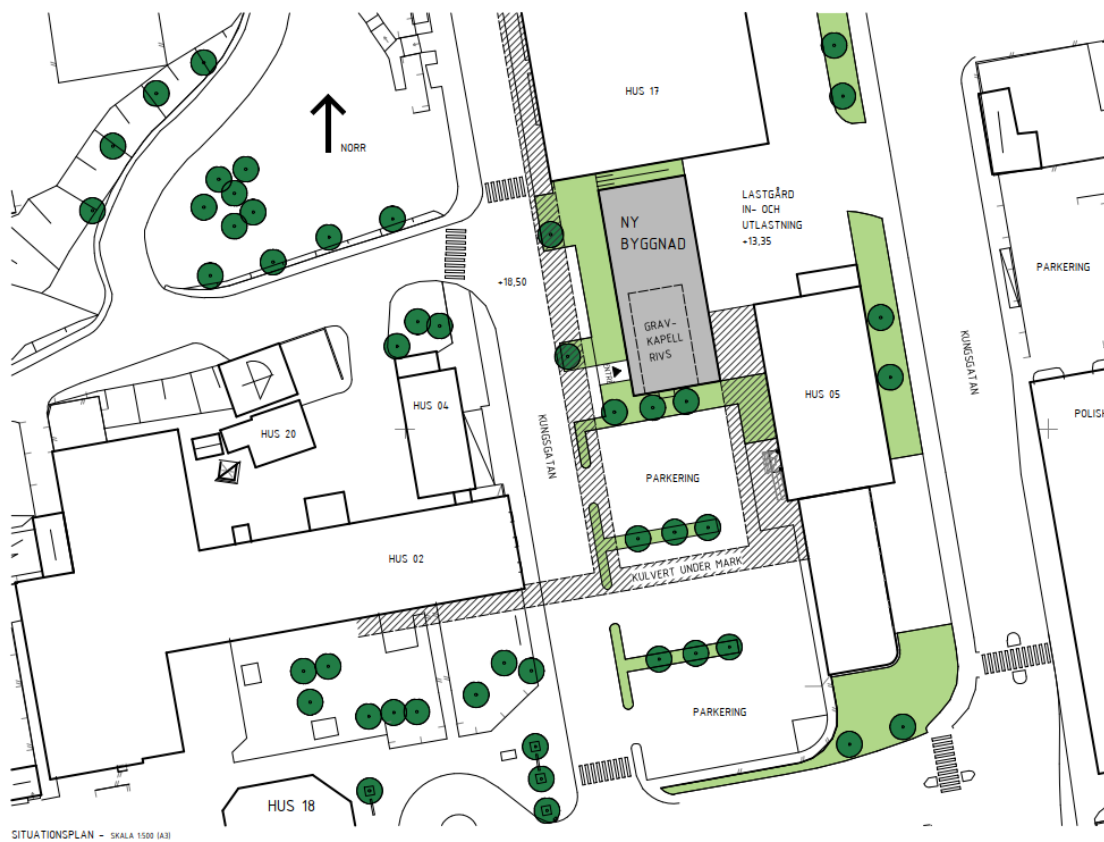 HUS 17
NORR
NY
BYGGNAD
LASTGÅRD
IN- OCH
UTLASTNING
+13,35
PARKERING
+18,50
GRAV-
KAPELL
RIVS
ENTRE
KUNGSGATAN
HUS 04
HUS 05
POLISH
HUS 20
KUNGSGATAN
PARKERING
HUS 02
KULVERT UNDER MARK
PARKERING
HUS 18
SITUATIONSPLAN - SKALA 1:500 (A3)